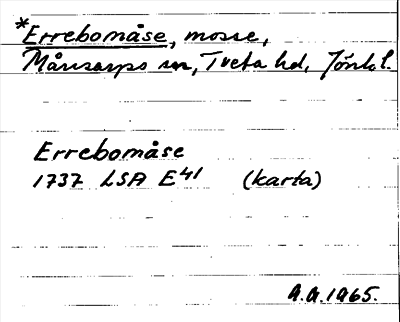 *Errebomåse, mosse,
Månsarps sn, Tveta hd, Jönk.l.
Errebomåse
1737 LSA E41 (karta)
A.A. 1965.